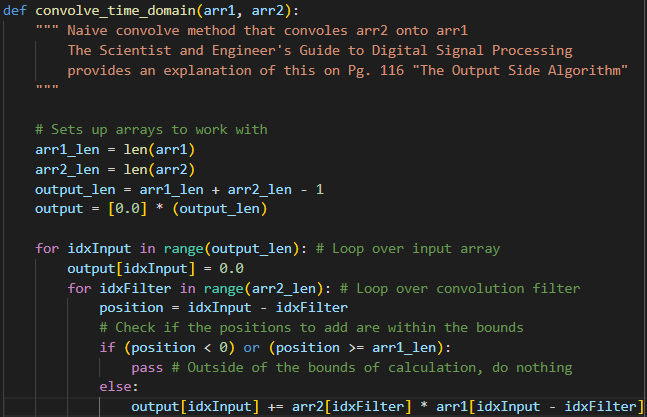 def convolve_time_domain(arr1, arr2):
    """ Naive convolve method that convoles arr2 onto arr1
        The Scientist and Engineer's Guide to Digital Signal Processing
        provides an explanation of this on Pg. 116 "The Output Side Algorithm"
    """
    # Sets up arrays to work with
    arr1_len = len(arr1)
    arr2_len = len(arr2)
    output_len = arr1_len + arr2_len - 1
    output = [0.0] * (output_len)
    for idxInput in range(output_len): # Loop over input array
        output[idxInput] = 0.0
        for idxFilter in range(arr2_len): # Loop over convolution filter
            position = idxInput - idxFilter
            # Check if the positions to add are within the bounds
            if (position < 0) or (position >= arr1_len):
                pass # Outside of the bounds of calculation, do nothing
            else:
                output[idxInput] += arr2[idxFilter] * arr1[idxInput - idxFilter]